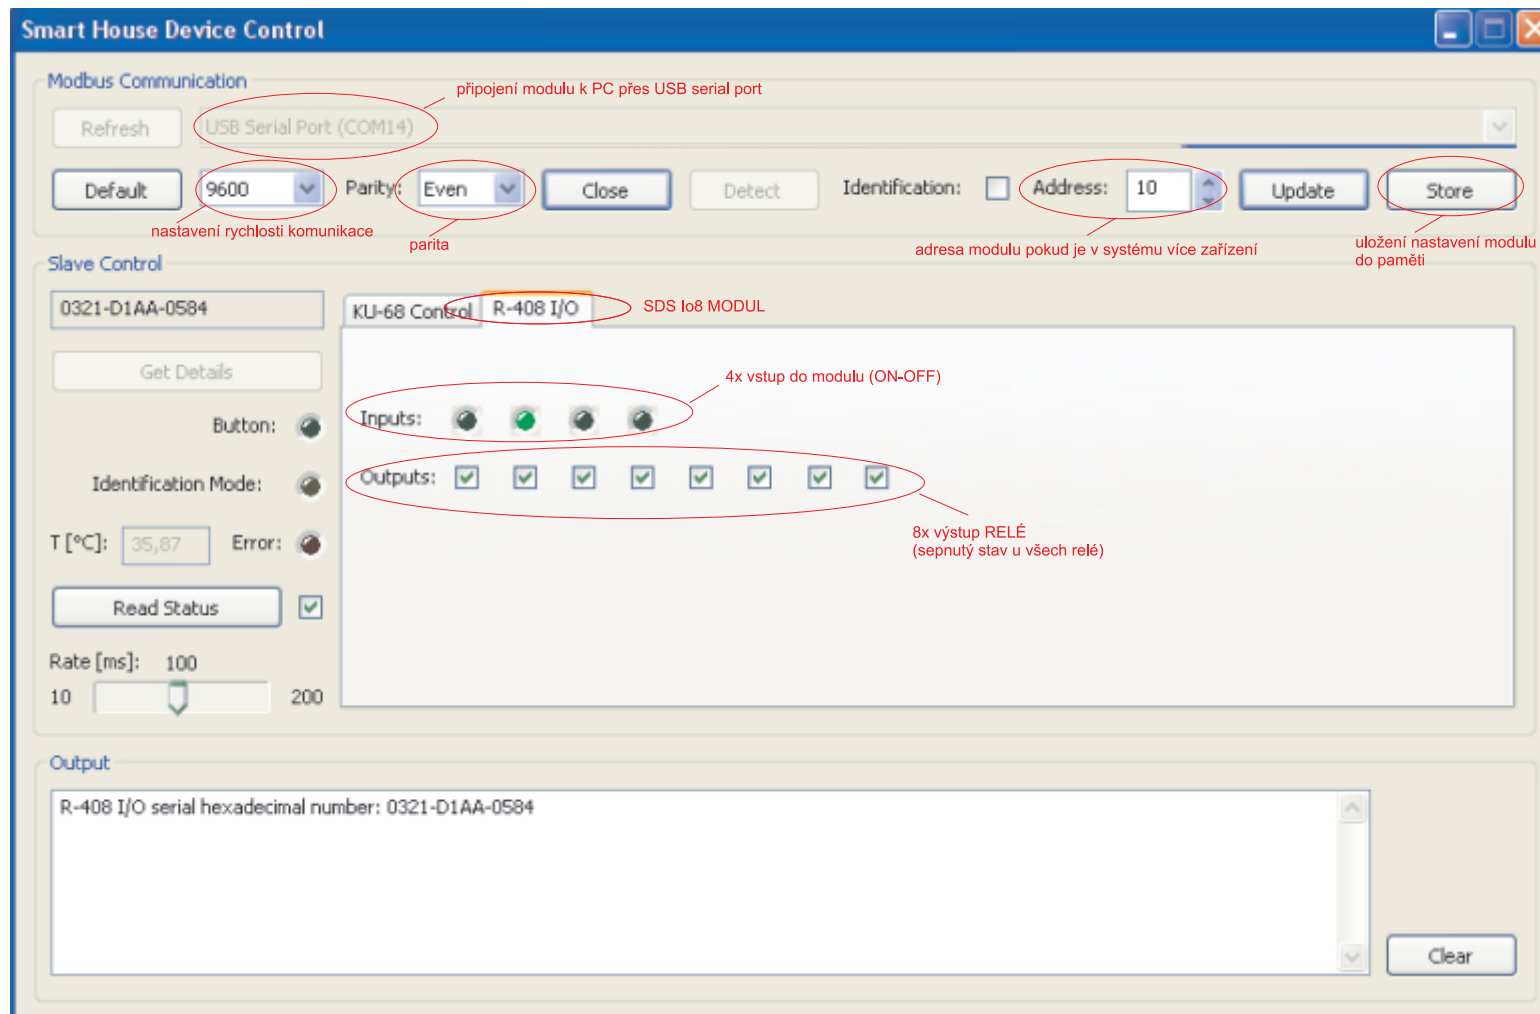 Smart House Device Control
Modbus Communication
připojení modulu k PC přes USB serial port
Refresh
USB Serial Port (COM14)
Default
9600
Parity:
Even
Close
Detect
Identification:
Address:
10
Update
Store
nastavení rychlosti komunikace
parita
adresa modulu pokud je v systému více zařízení
uložení nastavení modulu
do paměti
Slave Control
0321-D1AA-0584
KU-68 Control
R-408 I/O
SDS Io8 MODUL
Get Details
4x vstup do modulu (ON-OFF)
Button:
Inputs:
Identification Mode:
Outputs:
T [°C]:
35,87
Error:
8x výstup RELÉ
(sepnutý stav u všech relé)
Read Status
Rate [ms]:
100
10
200
Output
R-408 I/O serial hexadecimal number: 0321-D1AA-0584
Clear